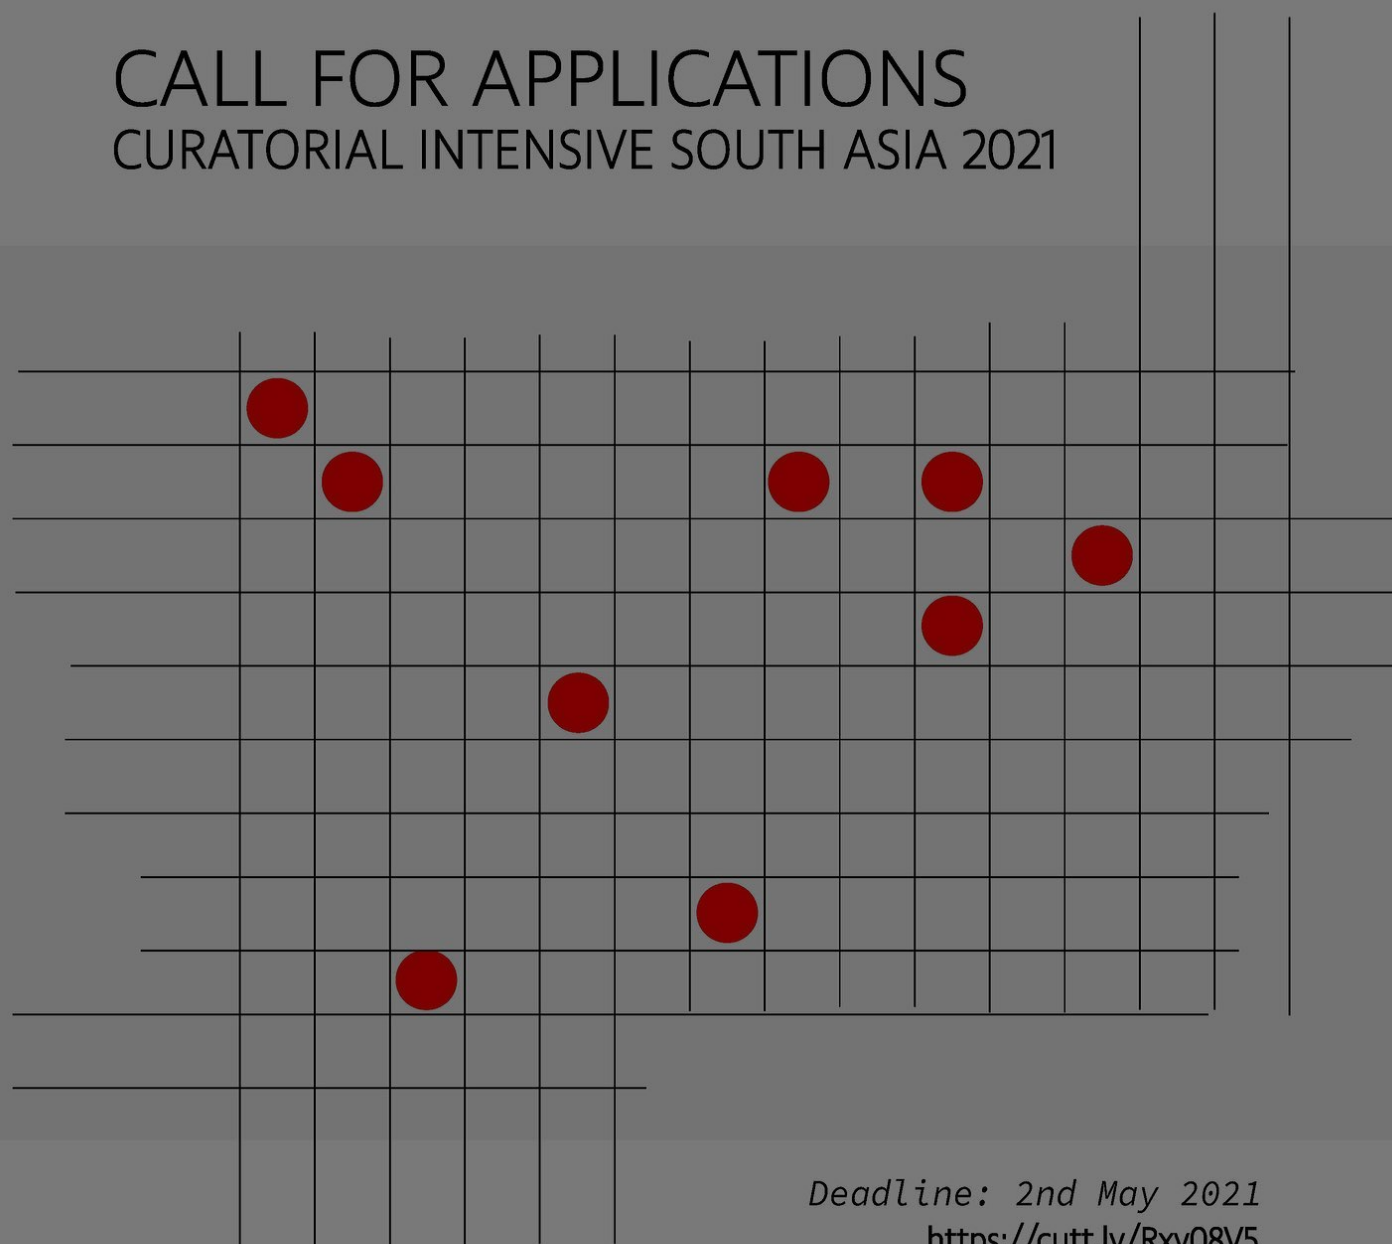 CALL FOR APPLICATIONS
CURATORIAL INTENSIVE SOUTH ASIA 2021
Deadline: 2nd May 2021